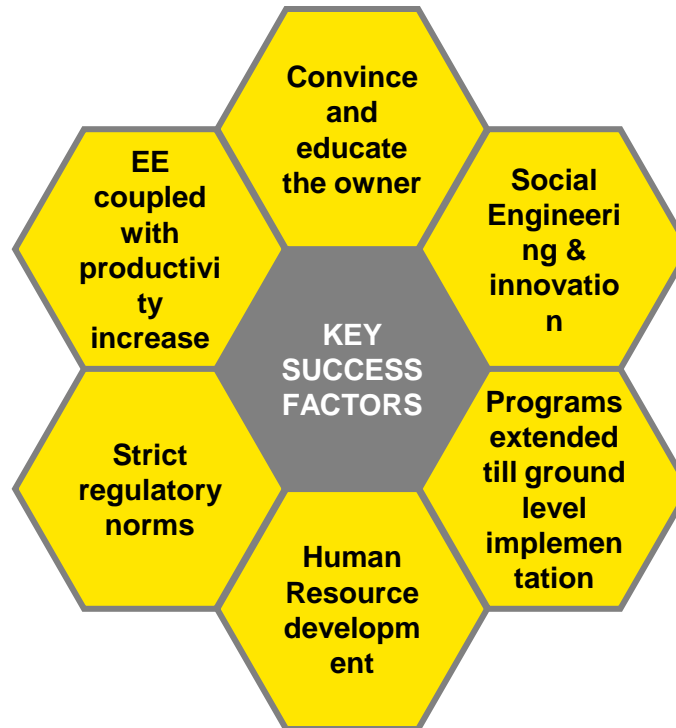 Convince
and
educate
the owner
Social
Engineeri
ng &
innovatio
n
Programs
extended
till ground
level
implemen
tation
Human
Resource
developm
ent
Strict
regulatory
norms
EE
coupled
with
productivi
ty
increase
KEY
SUCCESS
FACTORS